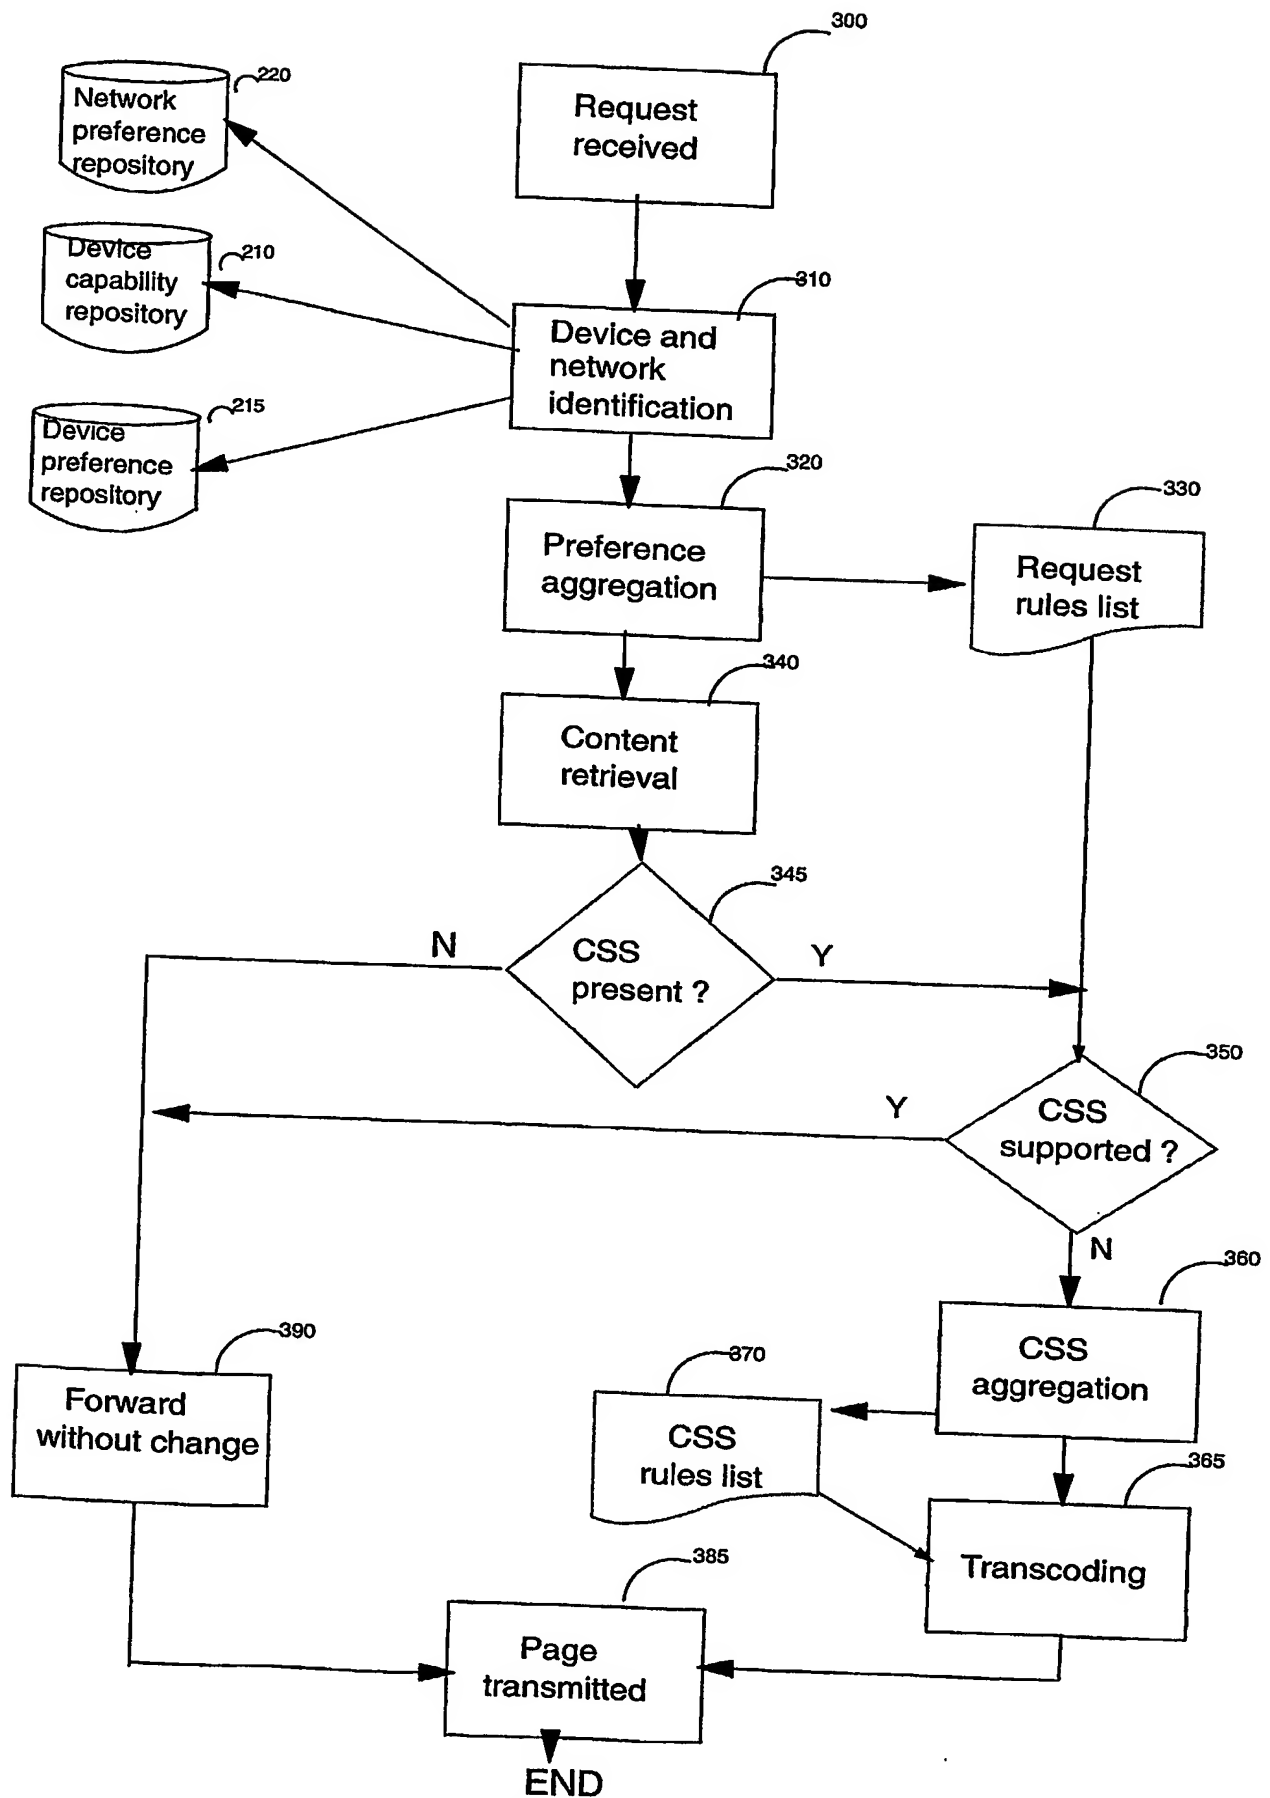 300
Request
received
220
Network
preference
repository
210
Device
capability
repository
310
Device and
network
identification
215
Device
preference
repository
320
Preference
aggregation
330
Request
rules list
340
Content
retrieval
345
CSS
present ?
N
Y
350
CSS
supported ?
Y
N
360
CSS
aggregation
390
Forward
without change
370
CSS
rules list
365
Transcoding
385
Page
transmitted
END